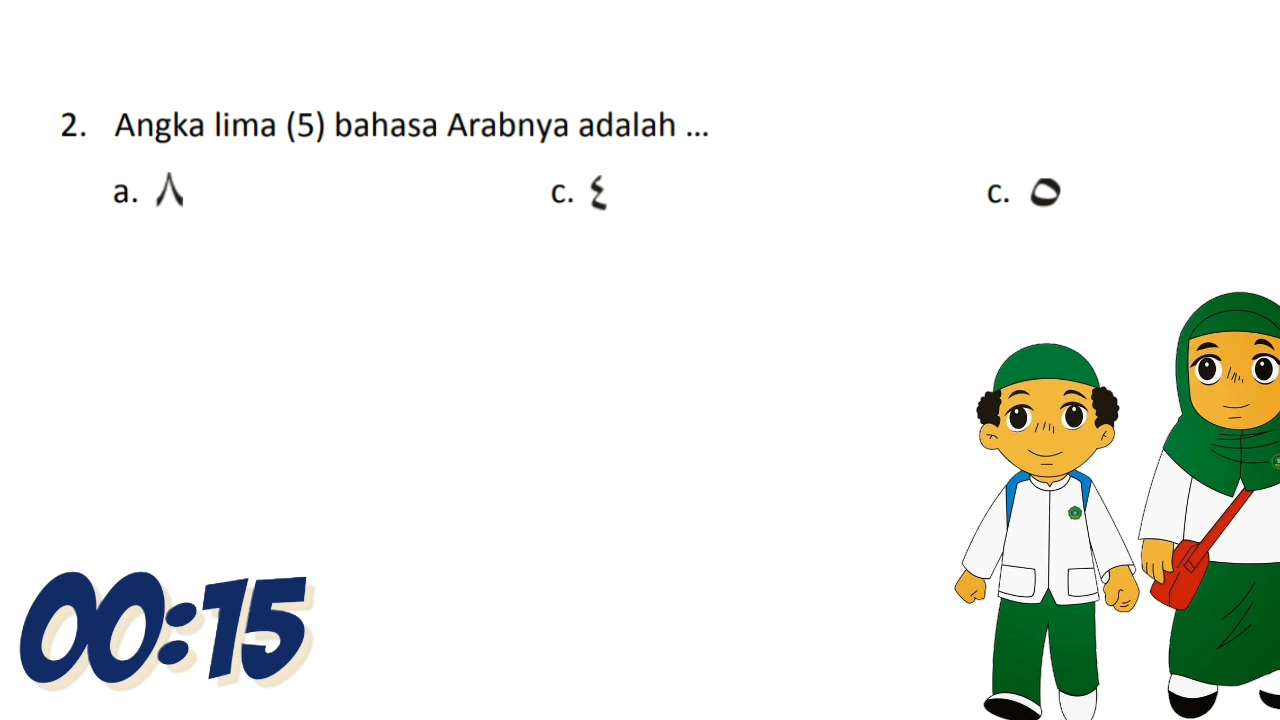 2. Angka lima (5) bahasa Arabnya adalah ...
a. ٨ c. ٤ c. ٥
00:15